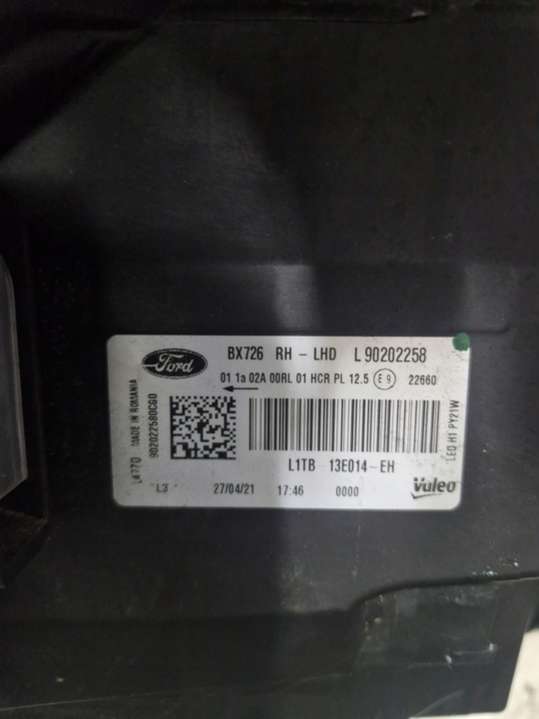 Ford
BX726 RH - LHD L 90202258
01 1a 02A 00RL 01 HCR PL 12.5 E9 22660
MADE IN ROMANIA
LED H1 PY21W
L1TB - 13E014 - EH
L3 27/04/21 17:46 0000
Valeo